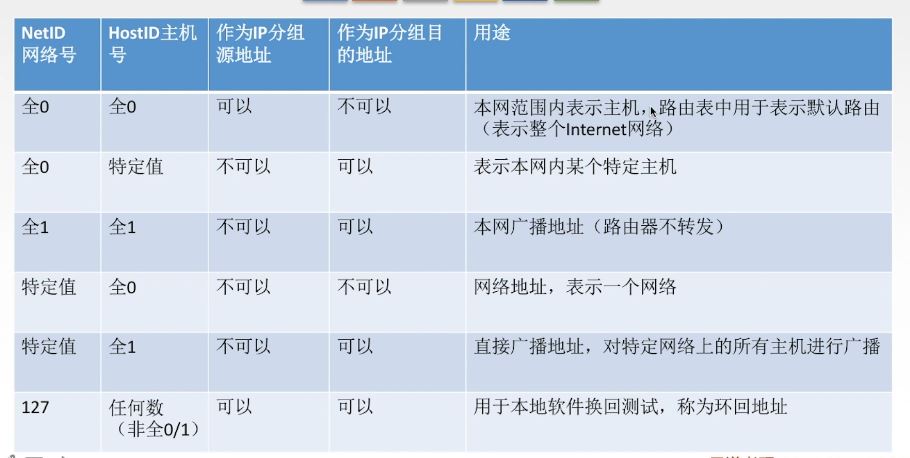 NetID 网络号
HostID主机号
作为IP分组源地址
作为IP分组目的地址
用途
全0
全0
可以
不可以
本网范围内表示主机，路由表中用于表示默认路由
（表示整个Internet网络）
全0
特定值
不可以
可以
表示本网内某个特定主机
全1
全1
不可以
可以
本网广播地址（路由器不转发）
特定值
全0
不可以
不可以
网络地址，表示一个网络
特定值
全1
不可以
可以
直接广播地址，对特定网络上的所有主机进行广播
127
任何数
（非全0/1）
可以
可以
用于本地软件换回测试，称为环回地址